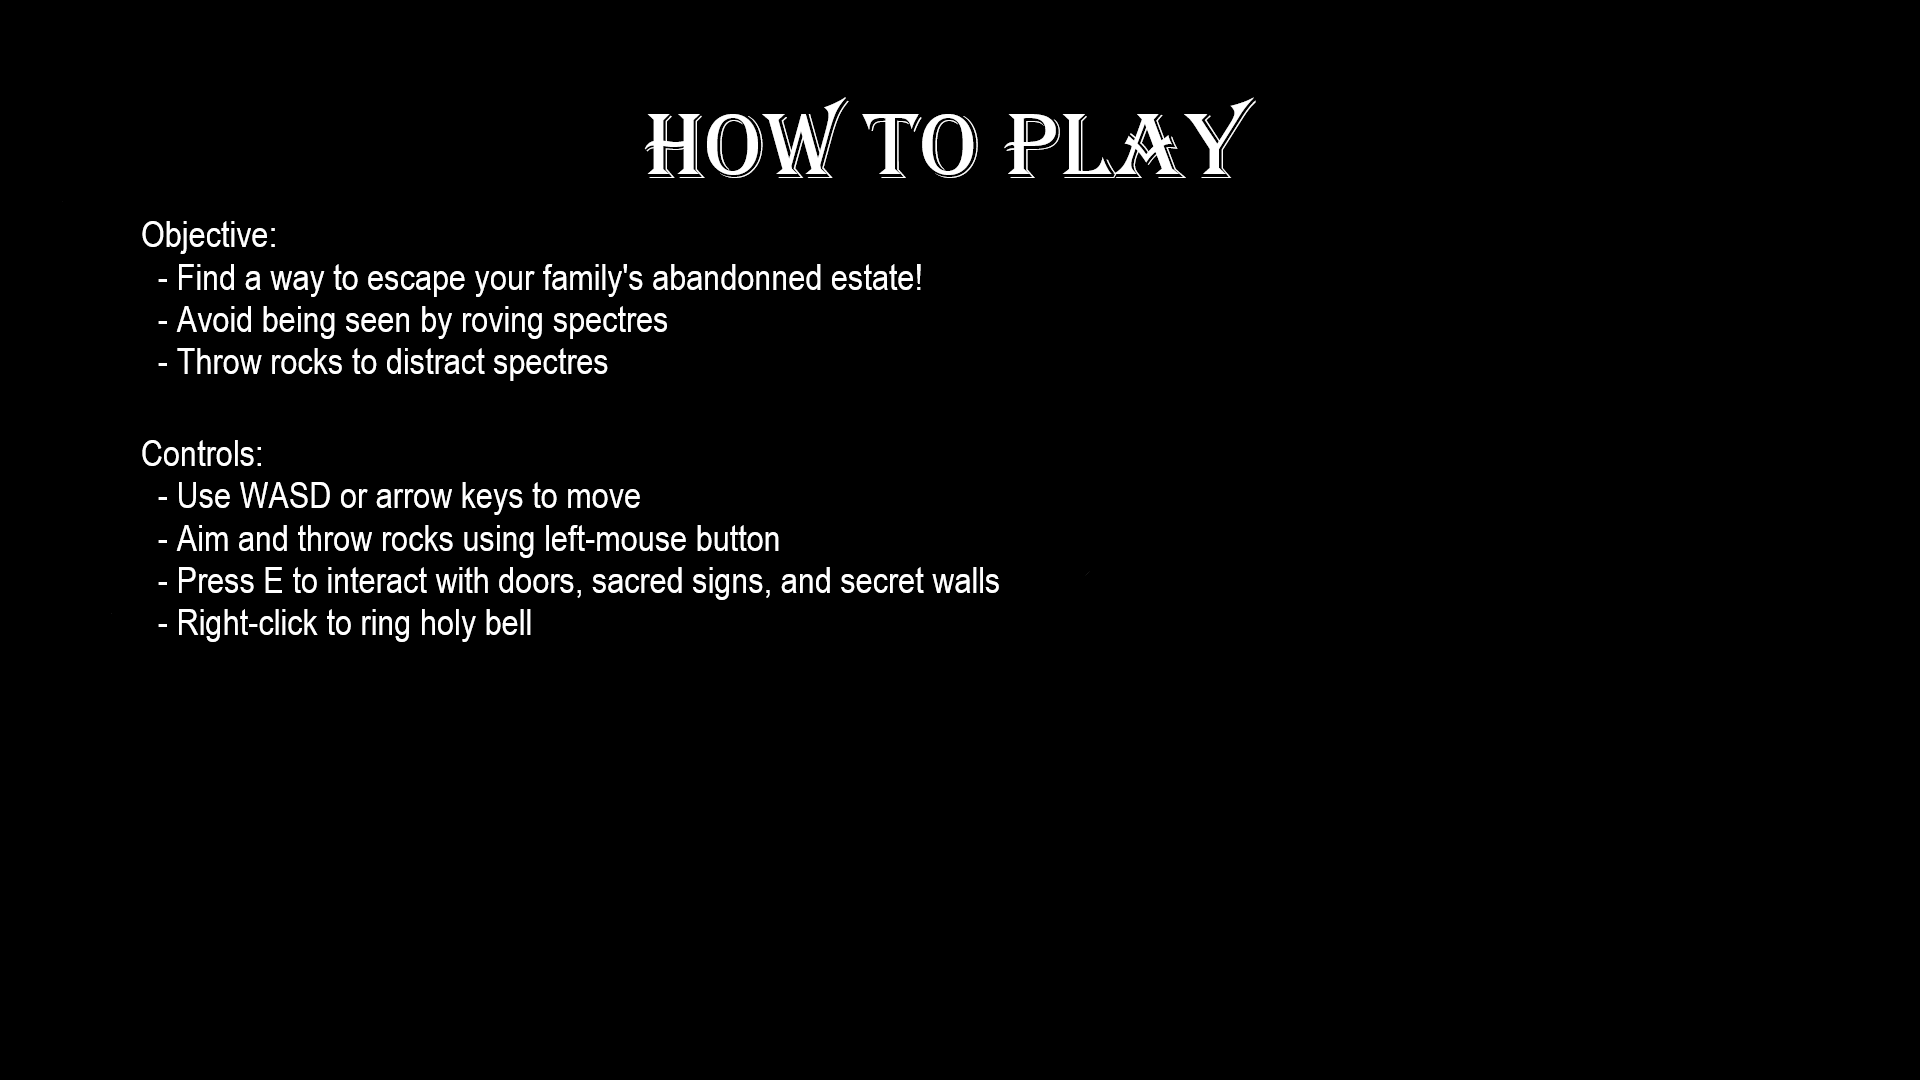 HOW TO PLAY
Objective:
- Find a way to escape your family's abandonned estate!
- Avoid being seen by roving spectres
- Throw rocks to distract spectres
Controls:
- Use WASD or arrow keys to move
- Aim and throw rocks using left-mouse button
- Press E to interact with doors, sacred signs, and secret walls
- Right-click to ring holy bell